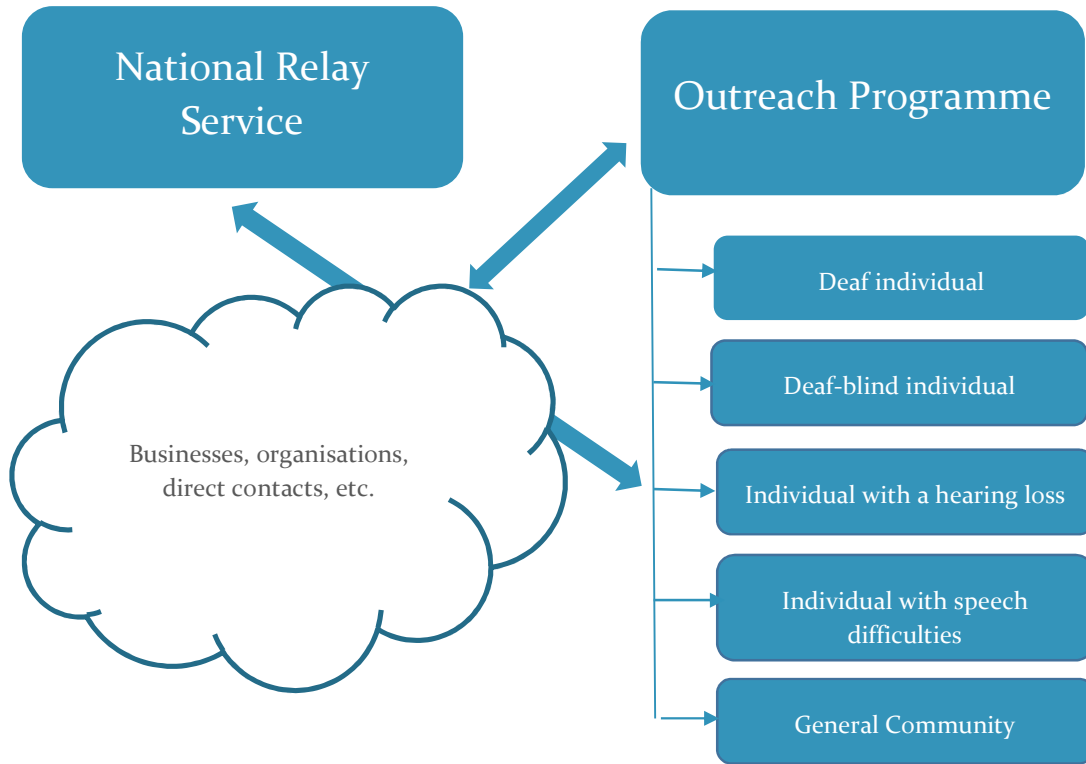 National Relay
Service
Outreach Programme
Deaf individual
Deaf-blind individual
Businesses, organisations,
direct contacts, etc.
Individual with a hearing loss
Individual with speech
difficulties
General Community